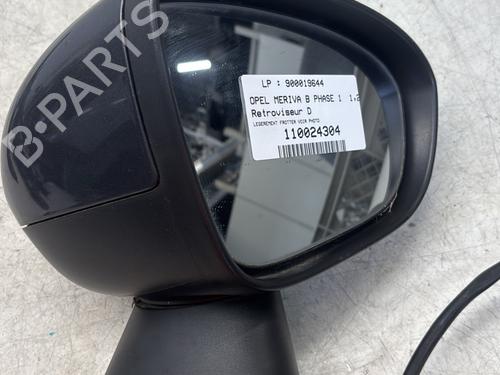 B-PARTS
LP : 900019644
OPEL MERIVA B PHASE 1 1.2
Retroviseur D
LEGEREMENT FROTTER VOIR PHOTO
110024304